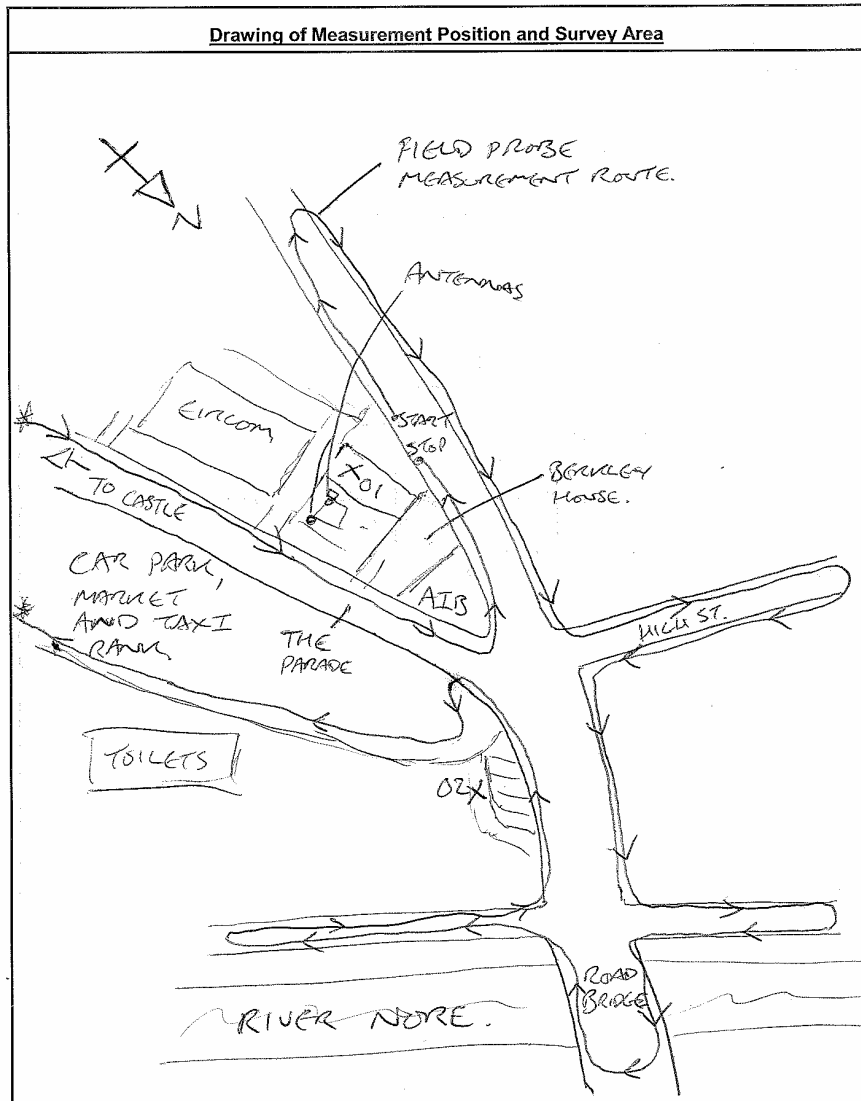 Drawing of Measurement Position and Survey Area
FIELD PROBE
MEASUREMENT ROUTE.
N
ANTENNAS
EIRCOM
START
STOP
X01
BERKLEY
HOUSE.
TO CASTLE
CAR PARK,
MARKET
AND TAXI
RANK
AIB
THE
PARADE
HIGH ST.
TOILETS
02X
ROAD
BRIDGE
RIVER NORE.